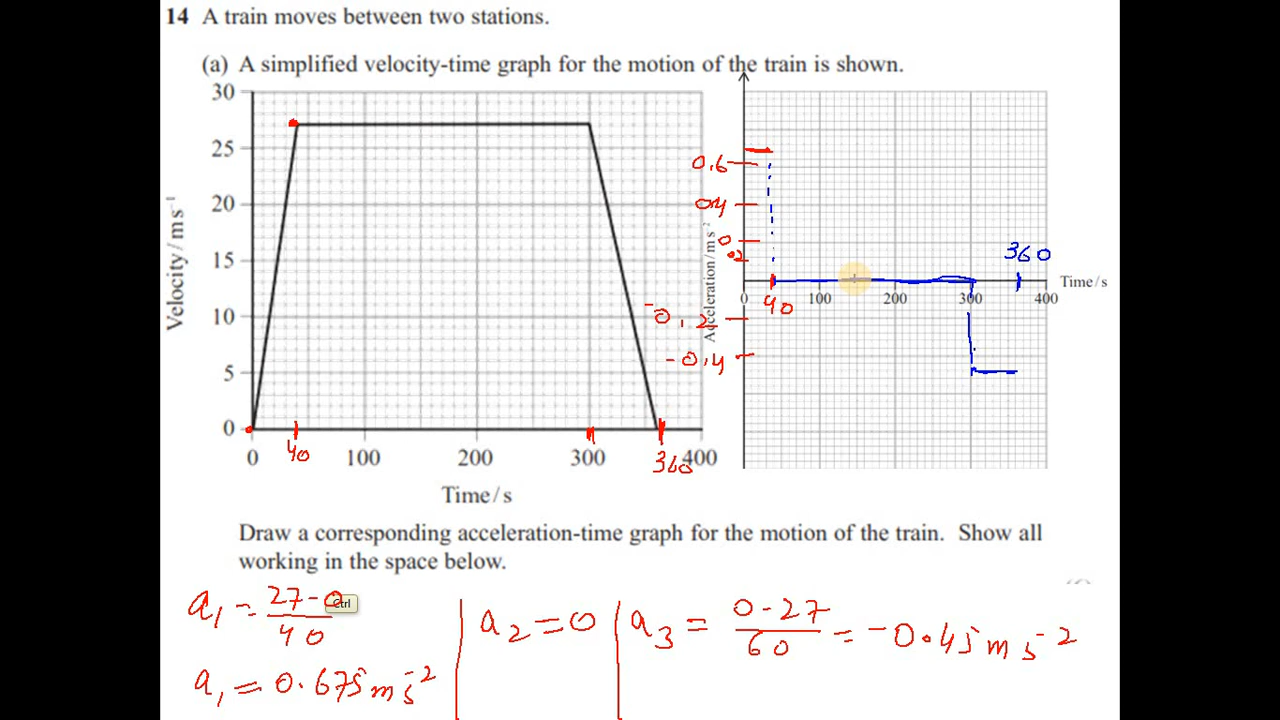 14 A train moves between two stations.
(a) A simplified velocity-time graph for the motion of the train is shown.
30
25
20
15
10
5
0
Velocity/m s⁻¹
0 100 200 300 400
40
360
Time/s
0.6
0.4
0.2
-0.2
-0.4
Acceleration/m s⁻²
0 100 200 300 400
40
360
Time/s
Draw a corresponding acceleration-time graph for the motion of the train. Show all
working in the space below.
a₁ = 27-0 / 40
Ctrl
a₁ = 0.675 m s⁻²
a₂ = 0
a₃ = 0-27 / 60 = -0.45 m s⁻²